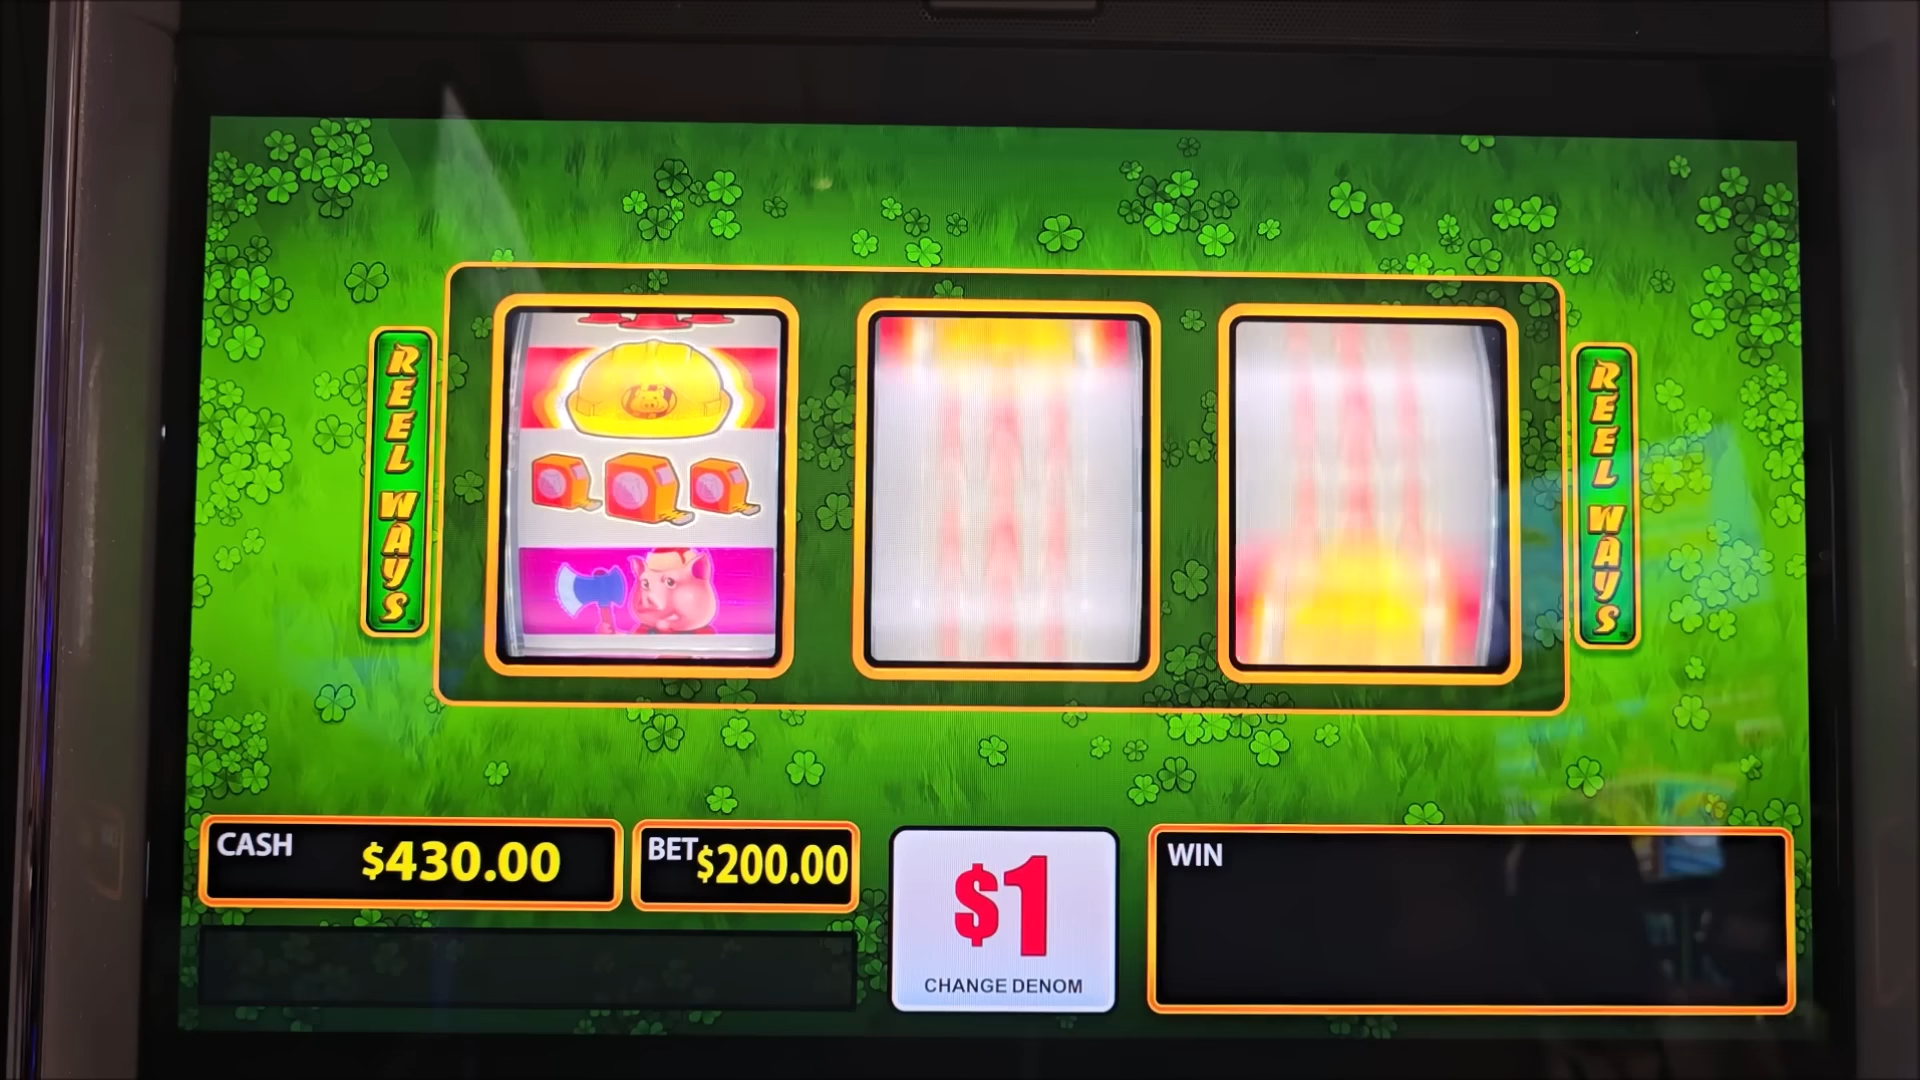 REEL WAYS
REEL WAYS
CASH $430.00
BET $200.00
$1
CHANGE DENOM
WIN